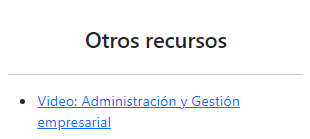 Otros recursos
Video: Administración y Gestión
empresarial